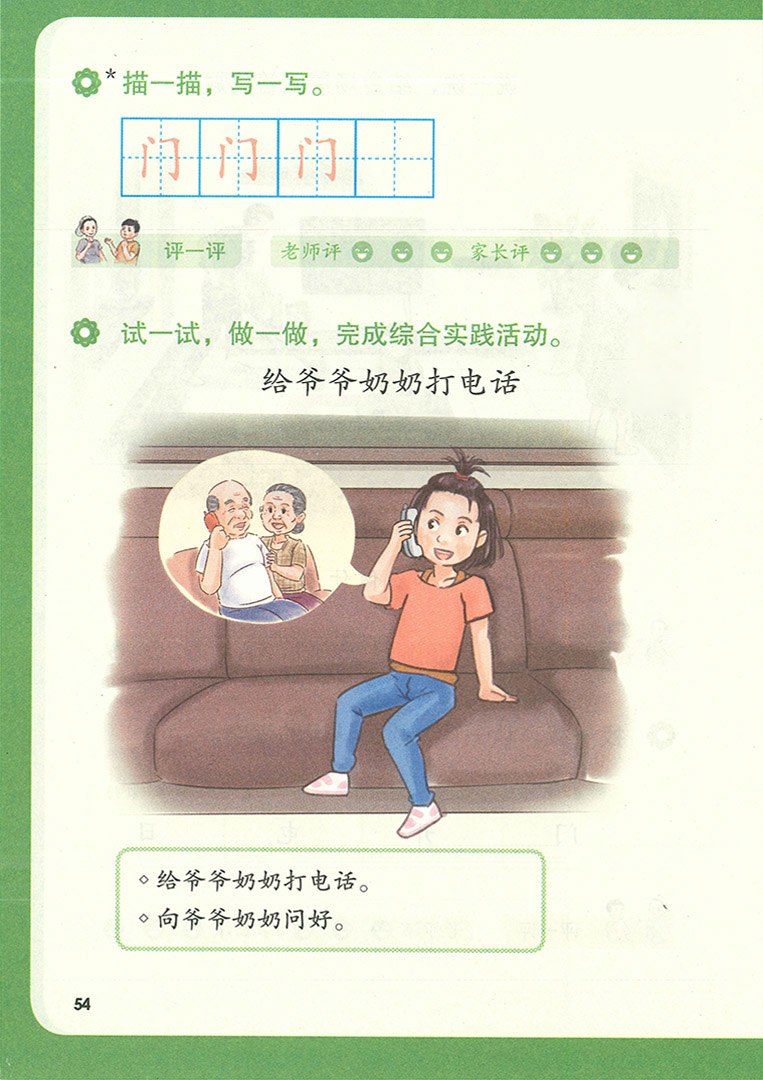 *描一描，写一写。
门 门 门
评一评 老师评 家长评
试一试，做一做，完成综合实践活动。
给爷爷奶奶打电话
◇给爷爷奶奶打电话。
◇向爷爷奶奶问好。
54